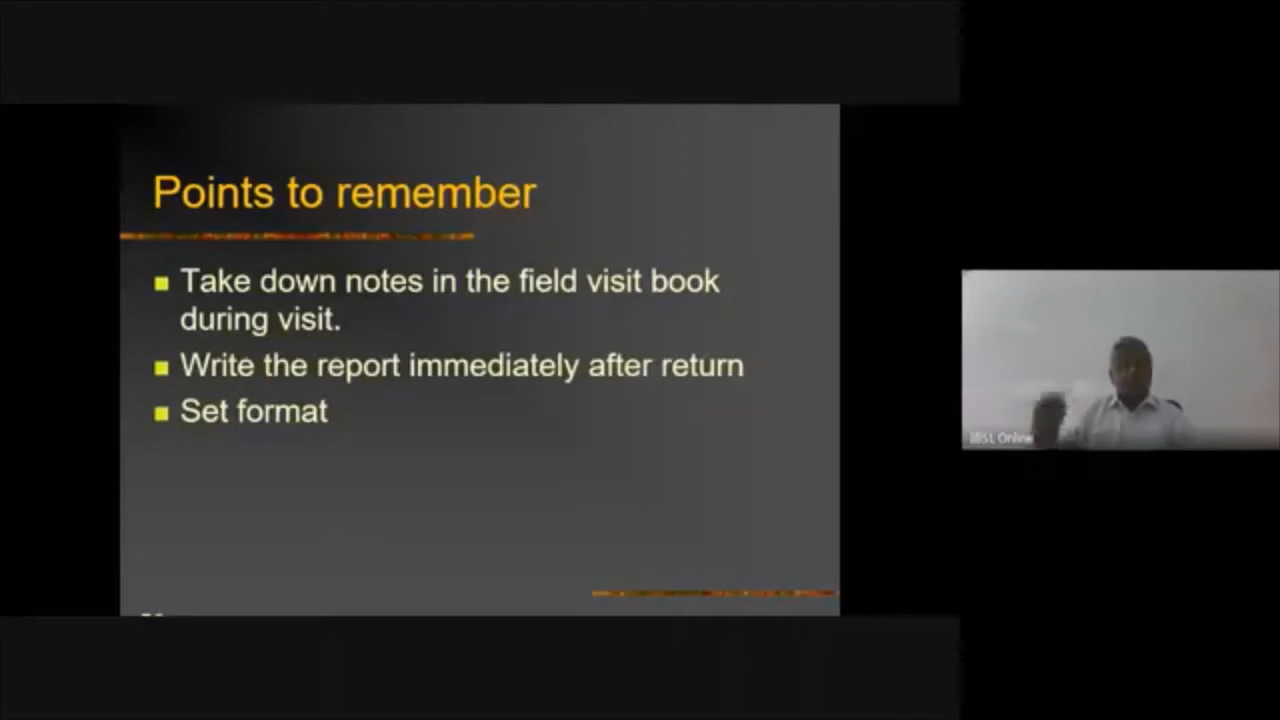 Points to remember
Take down notes in the field visit book
during visit.
Write the report immediately after return
Set format
Online